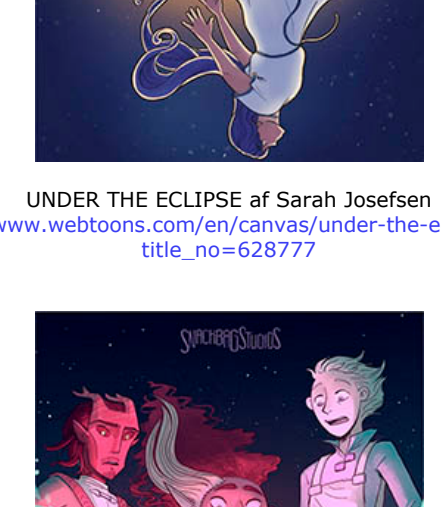 UNDER THE ECLIPSE af Sarah Josefsen
www.webtoons.com/en/canvas/under-the-e
title_no=628777
SNACKBAGSTUDIOS